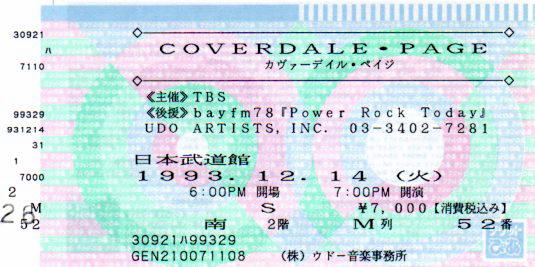 30921
ハ
7110
99329
931214
31
1
7000
2
M
26
52
COVERDALE・PAGE
カヴァーデイル・ペイジ
《主催》TBS
《後援》bayfm78『Power Rock Today』
UDO ARTISTS, INC. 03-3402-7281
日本武道館
1993. 12. 14 (火)
6:00PM 開場 7:00PM 開演
S ¥7,000【消費税込み】
南 2階 M列 52番
30921ハ99329
GEN210071108 (株) ウドー音楽事務所
ぴあ